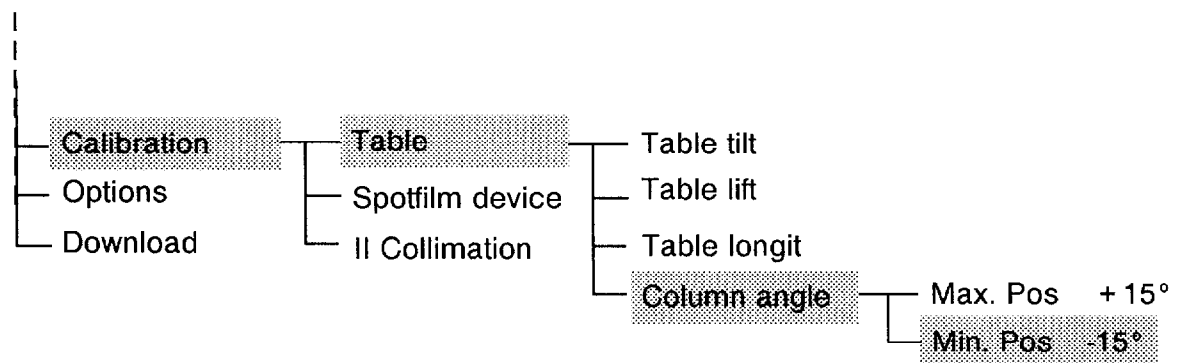 Calibration
Table
Table tilt
Options
Spotfilm device
Table lift
Download
II Collimation
Table longit
Column angle
Max. Pos +15°
Min. Pos -15°